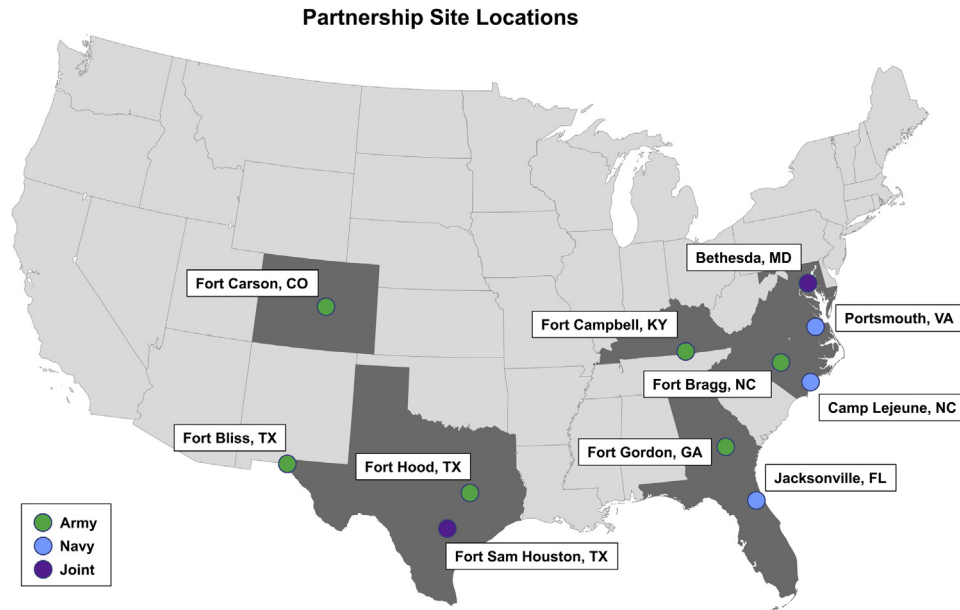 Partnership Site Locations
Bethesda, MD
Fort Carson, CO
Portsmouth, VA
Fort Campbell, KY
Fort Bragg, NC
Camp Lejeune, NC
Fort Bliss, TX
Fort Hood, TX
Fort Gordon, GA
Jacksonville, FL
Army
Navy
Joint
Fort Sam Houston, TX